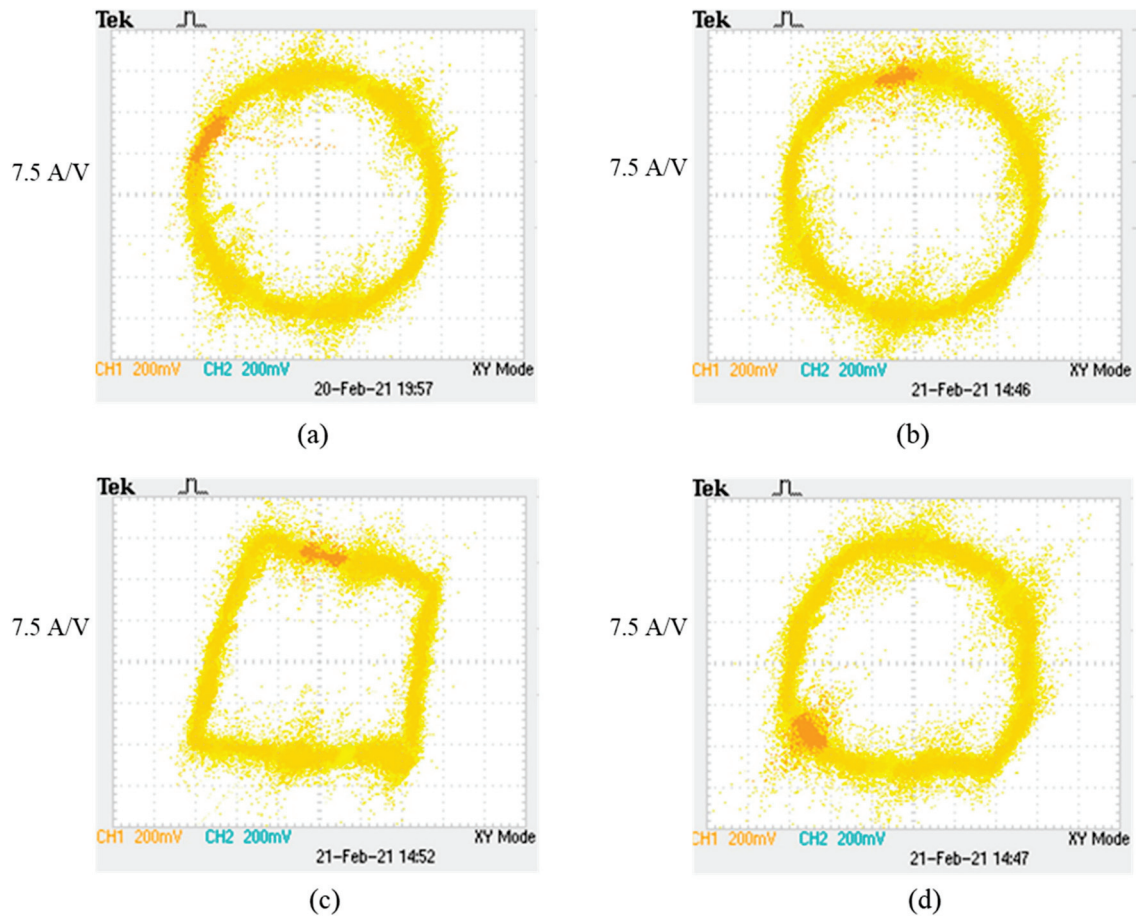 Tek
7.5 A/V
CH1 200mV CH2 200mV XY Mode
20-Feb-21 19:57
(a)
Tek
7.5 A/V
CH1 200mV CH2 200mV XY Mode
21-Feb-21 14:46
(b)
Tek
7.5 A/V
CH1 200mV CH2 200mV XY Mode
21-Feb-21 14:52
(c)
Tek
7.5 A/V
CH1 200mV CH2 200mV XY Mode
21-Feb-21 14:47
(d)